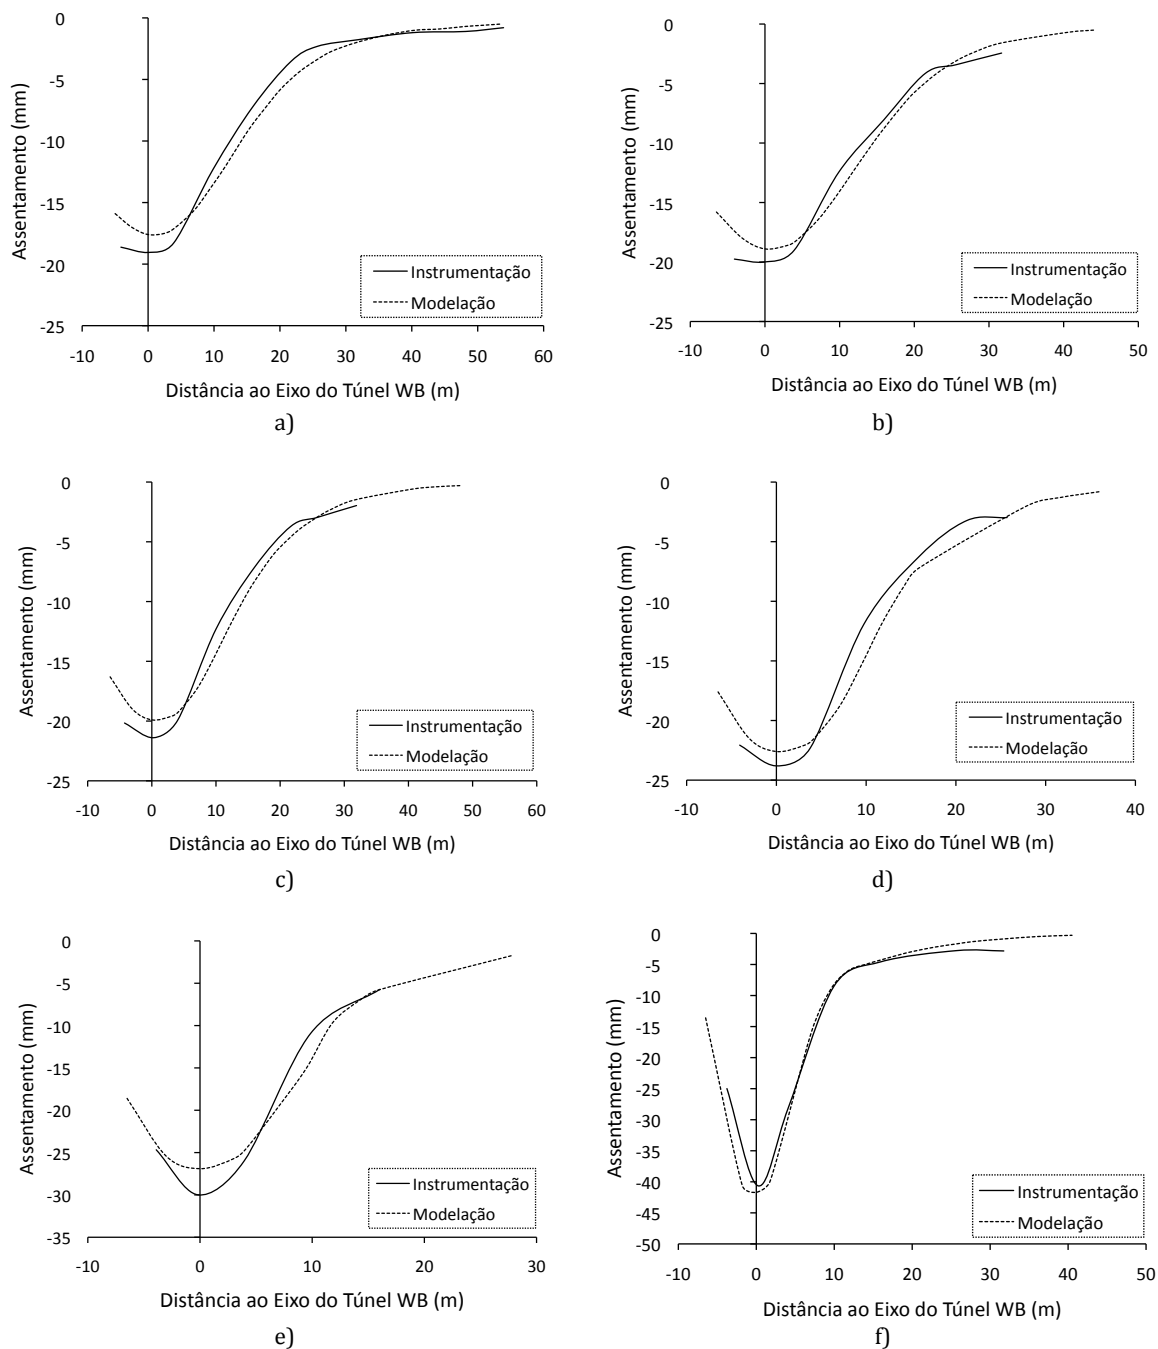 0
-5
-10
-15
-20
-25
-10 0 10 20 30 40 50 60
Assentamento (mm)
Distância ao Eixo do Túnel WB (m)
Instrumentação
Modelação
a)
0
-5
-10
-15
-20
-25
-10 0 10 20 30 40 50
Assentamento (mm)
Distância ao Eixo do Túnel WB (m)
Instrumentação
Modelação
b)
0
-5
-10
-15
-20
-25
-10 0 10 20 30 40 50 60
Assentamento (mm)
Distância ao Eixo do Túnel WB (m)
Instrumentação
Modelação
c)
0
-5
-10
-15
-20
-25
-10 0 10 20 30 40
Assentamento (mm)
Distância ao Eixo do Túnel WB (m)
Instrumentação
Modelação
d)
0
-5
-10
-15
-20
-25
-30
-35
-10 0 10 20 30
Assentamento (mm)
Distância ao Eixo do Túnel WB (m)
Instrumentação
Modelação
e)
0
-5
-10
-15
-20
-25
-30
-35
-40
-45
-50
-10 0 10 20 30 40 50
Assentamento (mm)
Distância ao Eixo do Túnel WB (m)
Instrumentação
Modelação
f)